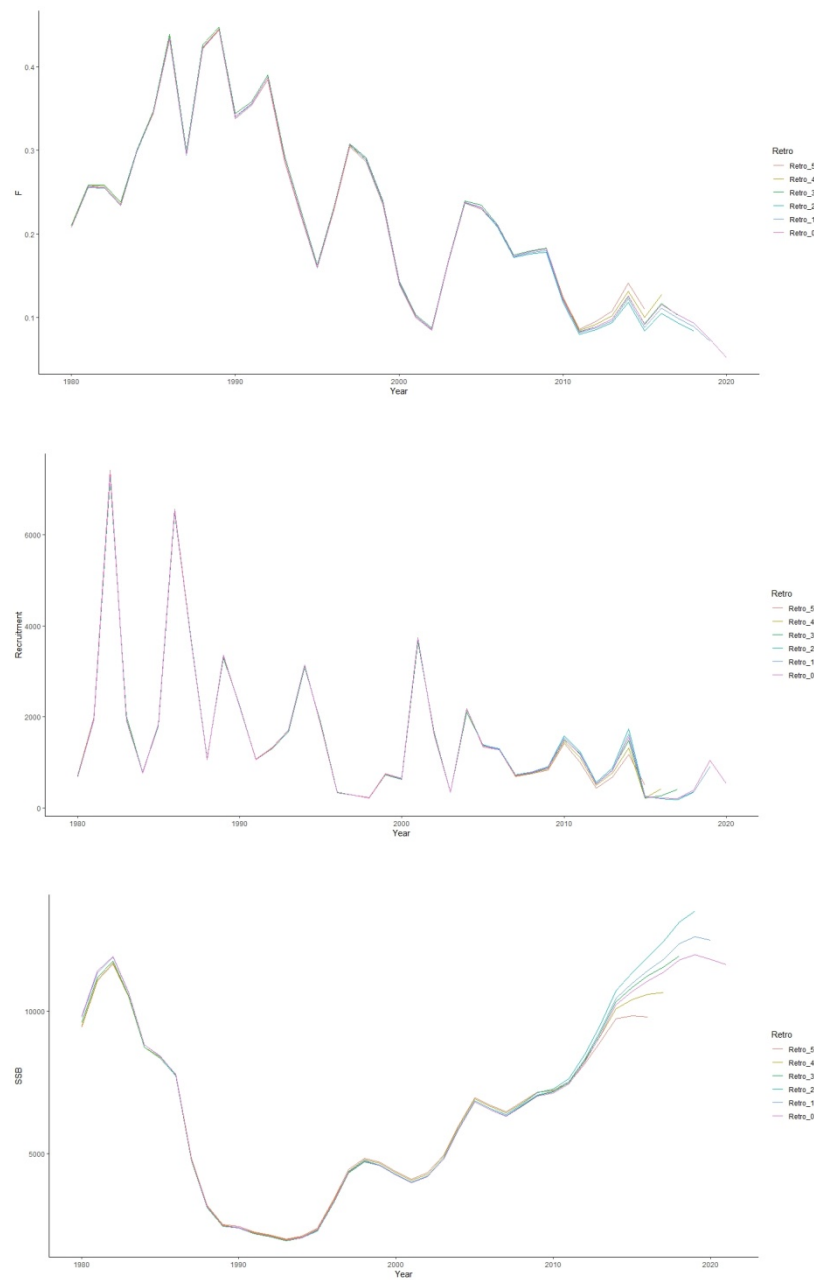 0.4
0.3
0.2
0.1
F
1980
1990
2000
2010
2020
Year
Retro
Retro_5
Retro_4
Retro_3
Retro_2
Retro_1
Retro_0
6000
4000
2000
0
Recruitment
1980
1990
2000
2010
2020
Year
Retro
Retro_5
Retro_4
Retro_3
Retro_2
Retro_1
Retro_0
10000
5000
SSB
1980
1990
2000
2010
2020
Year
Retro
Retro_5
Retro_4
Retro_3
Retro_2
Retro_1
Retro_0